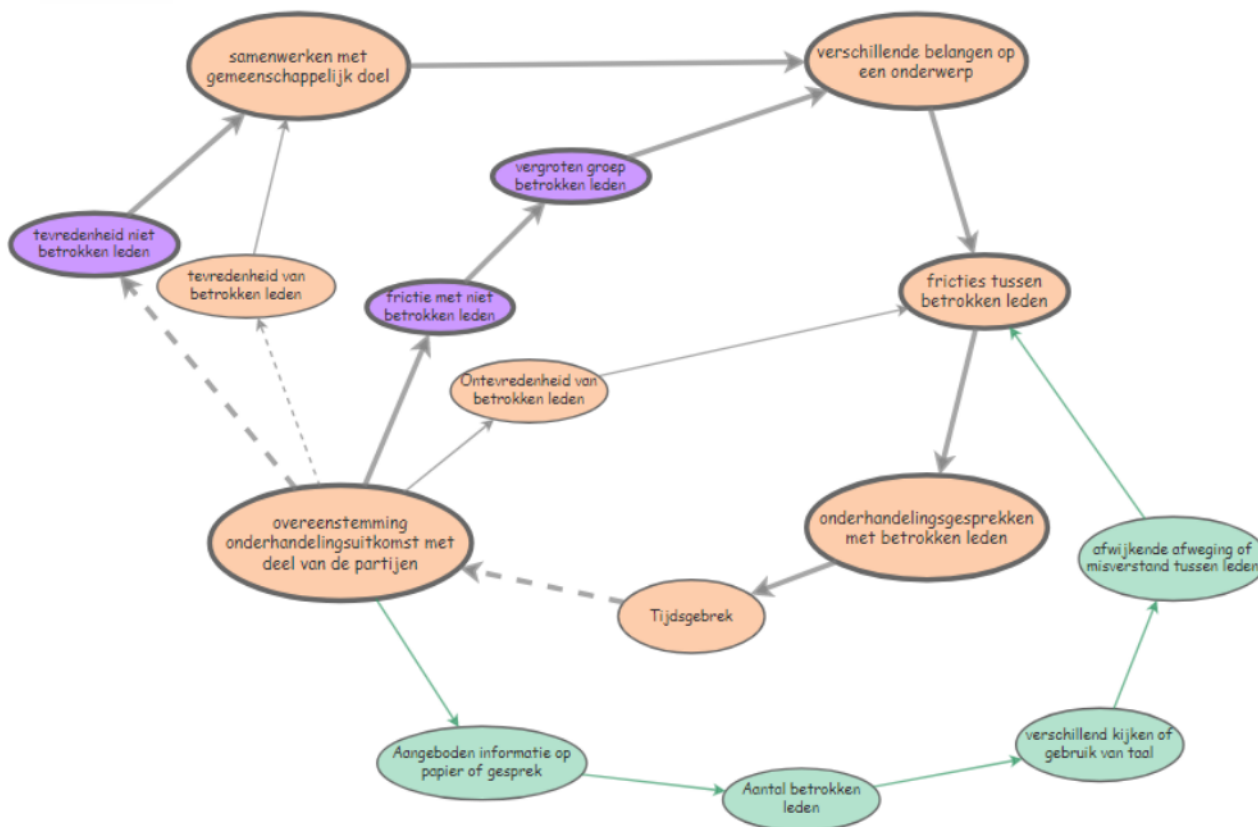 samenwerken met
gemeenschappelijk doel
verschillende belangen op
een onderwerp
vergroten groep
betrokken leden
tevredenheid niet
betrokken leden
tevredenheid van
betrokken leden
frictie met niet
betrokken leden
fricties tussen
betrokken leden
Ontevredenheid van
betrokken leden
overeenstemming
onderhandelingsuitkomst met
deel van de partijen
onderhandelingsgesprekken
met betrokken leden
afwijkende afweging of
misverstand tussen leden
Tijdsgebrek
Aangeboden informatie op
papier of gesprek
Aantal betrokken
leden
verschillend kijken of
gebruik van taal